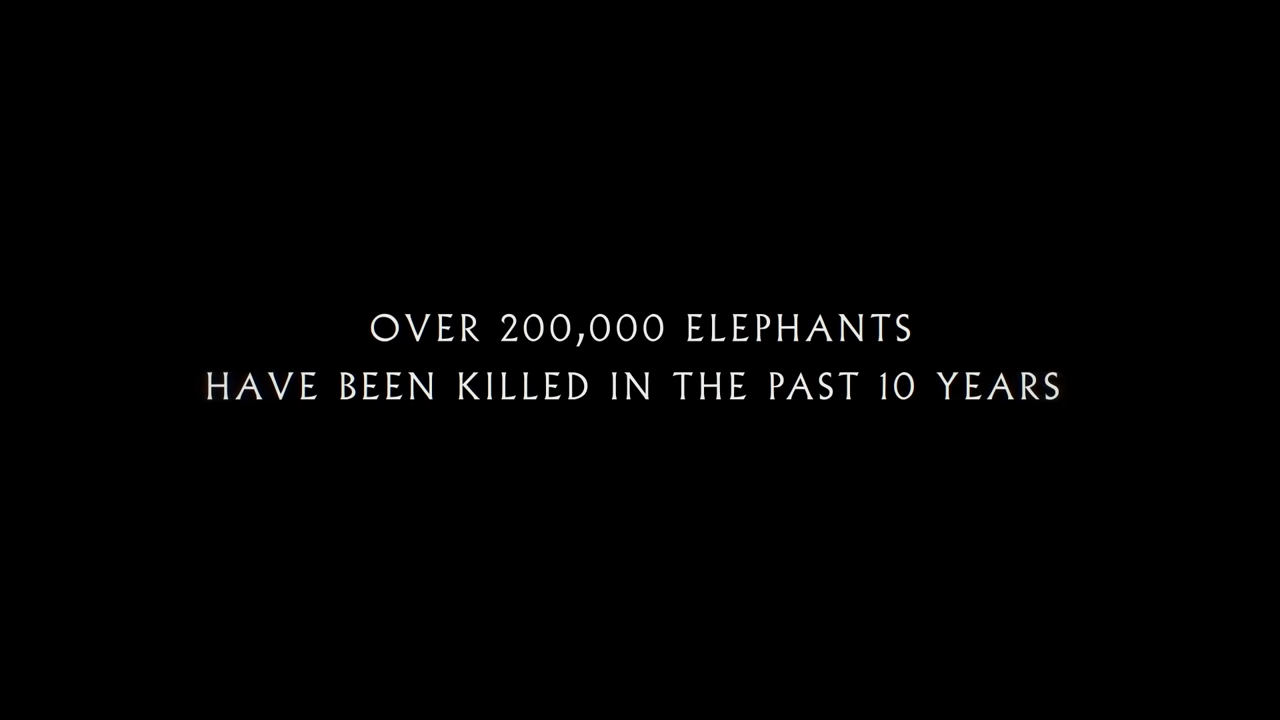 OVER 200,000 ELEPHANTS
HAVE BEEN KILLED IN THE PAST 10 YEARS